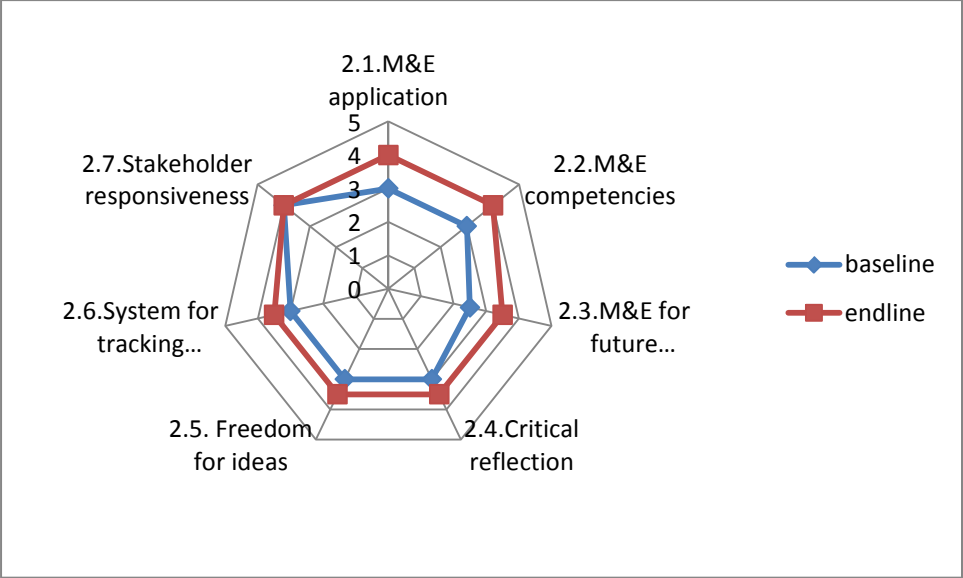 2.1.M&E
application
5
4
3
2
1
0
2.2.M&E
competencies
2.3.M&E for
future...
2.4.Critical
reflection
2.5. Freedom
for ideas
2.6.System for
tracking...
2.7.Stakeholder
responsiveness
baseline
endline